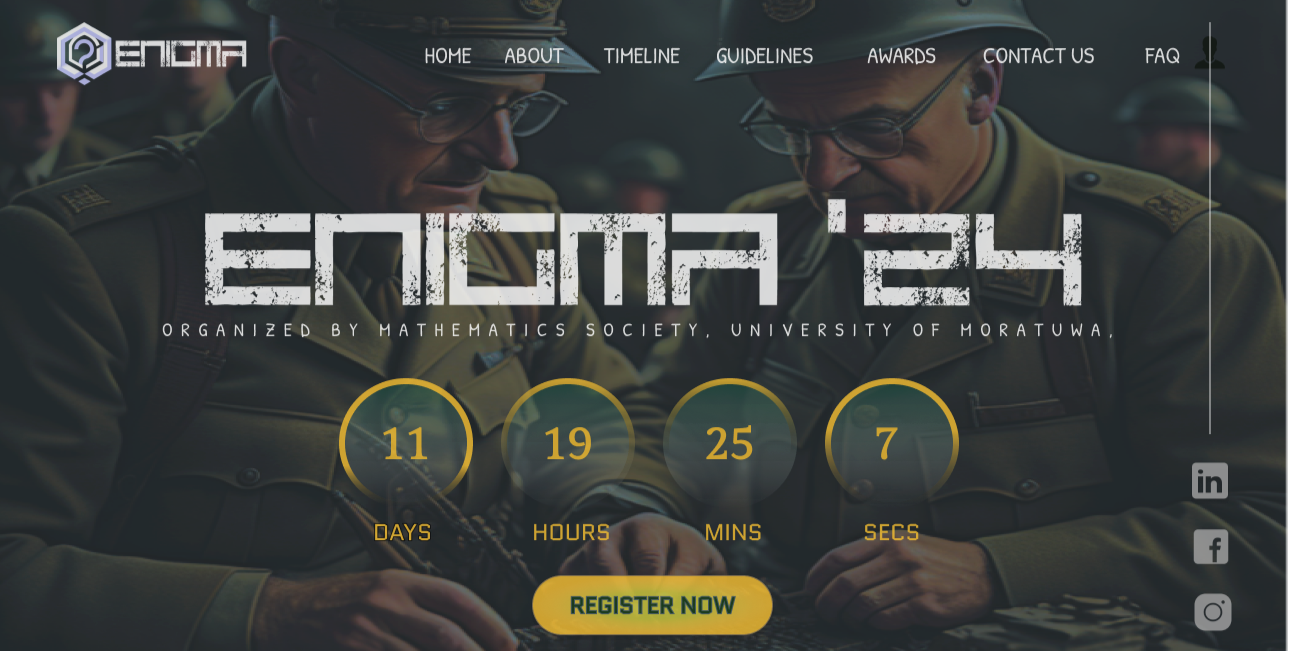 ENIGMA
HOME ABOUT TIMELINE GUIDELINES AWARDS CONTACT US FAQ
ENIGMA '24
ORGANIZED BY MATHEMATICS SOCIETY, UNIVERSITY OF MORATUWA,
11 19 25 7
DAYS HOURS MINS SECS
REGISTER NOW
in
f